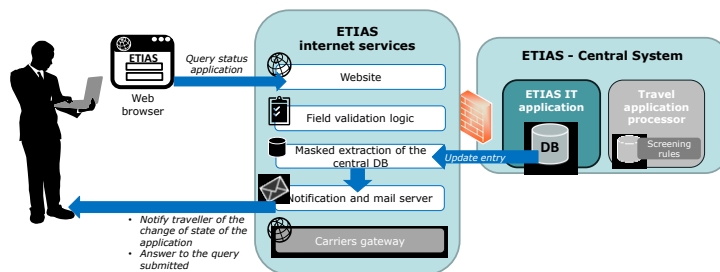 ETIAS
internet services
ETIAS
Web
browser
Query status
application
Website
Field validation logic
Masked extraction of the
central DB
Notification and mail server
Carriers gateway
ETIAS - Central System
ETIAS IT
application
DB
Travel
application
processor
Screening
rules
Update entry
• Notify traveller of the
change of state of the
application
• Answer to the query
submitted